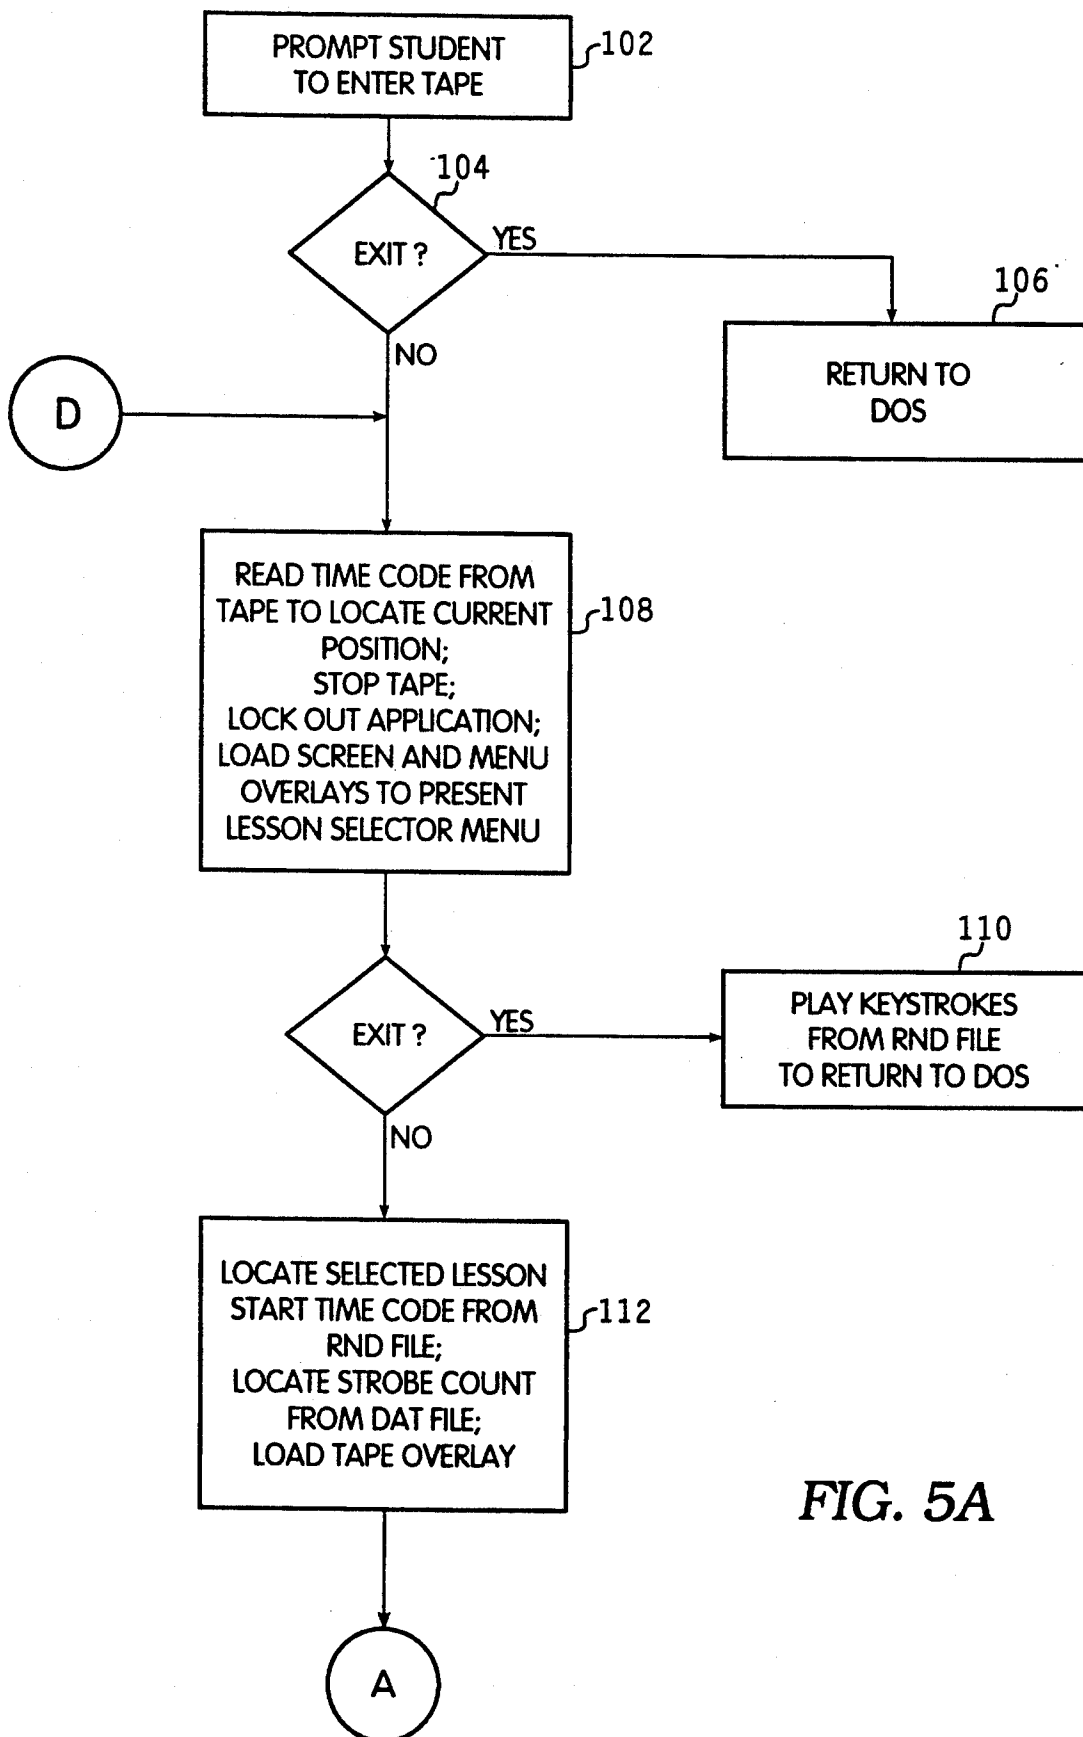 PROMPT STUDENT
TO ENTER TAPE
102
104
EXIT ?
YES
NO
106
RETURN TO
DOS
D
READ TIME CODE FROM
TAPE TO LOCATE CURRENT
POSITION;
STOP TAPE;
LOCK OUT APPLICATION;
LOAD SCREEN AND MENU
OVERLAYS TO PRESENT
LESSON SELECTOR MENU
108
EXIT ?
YES
NO
110
PLAY KEYSTROKES
FROM RND FILE
TO RETURN TO DOS
LOCATE SELECTED LESSON
START TIME CODE FROM
RND FILE;
LOCATE STROBE COUNT
FROM DAT FILE;
LOAD TAPE OVERLAY
112
FIG. 5A
A